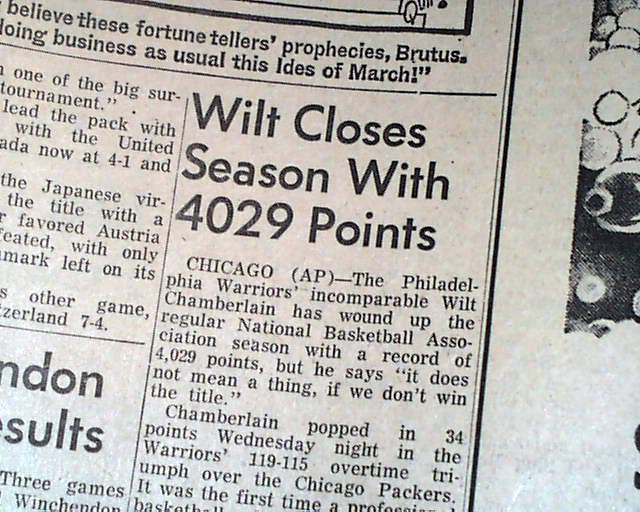 believe these fortune tellers' prophecies, Brutus.
doing business as usual this Ides of March!"
one of the big sur-
tournament."
lead the pack with
with the United
ada now at 4-1 and
the Japanese vir-
the title with a
r favored Austria
feated, with only
mark left on its
s other game,
zerland 7-4.
ndon
esults
Three games
Winchendon
Wilt Closes
Season With
4029 Points
CHICAGO (AP)—The Philadel-
phia Warriors' incomparable Wilt
Chamberlain has wound up the
regular National Basketball Asso-
ciation season with a record of
4,029 points, but he says "it does
not mean a thing, if we don't win
the title."
Chamberlain popped in 34
points Wednesday night in the
Warriors' 119-115 overtime tri-
umph over the Chicago Packers.
It was the first time a professional
basketball